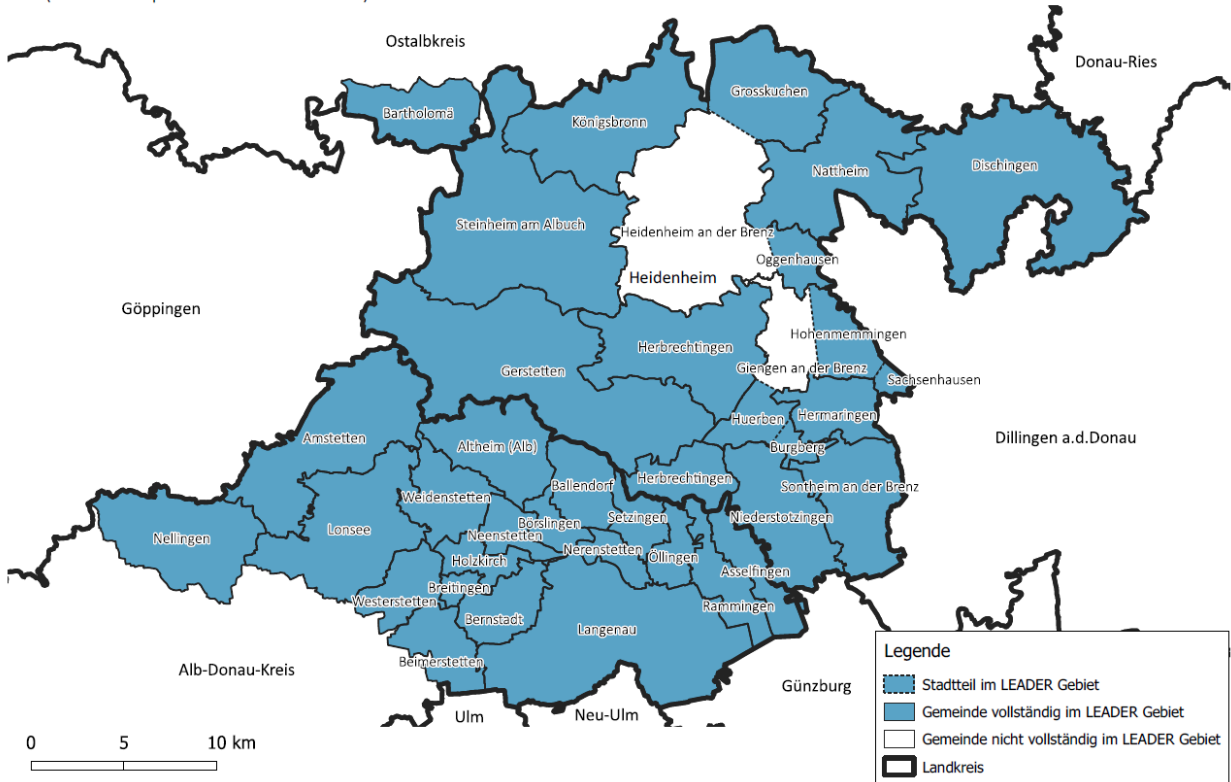 Ostalbkreis
Donau-Ries
Grosskuchen
Bartholomä
Königsbronn
Dischingen
Nattheim
Steinheim am Albuch
Heidenheim an der Brenz
Oggenhausen
Heidenheim
Göppingen
Hohenmemmingen
Herbrechtingen
Giengen an der Brenz
Gerstetten
Sachsenhausen
Huerben
Hermaringen
Amstetten
Altheim (Alb)
Dillingen a.d.Donau
Burgberg
Herbrechtingen
Ballendorf
Sontheim an der Brenz
Weidenstetten
Setzingen
Niederstotzingen
Börslingen
Lonsee
Neenstetten
Nellingen
Nerenstetten
Öllingen
Holzkirch
Asselfingen
Breitingen
Westerstetten
Rammingen
Bernstadt
Langenau
Beimerstetten
Alb-Donau-Kreis
Günzburg
Ulm
Neu-Ulm
Legende
Stadtteil im LEADER Gebiet
Gemeinde vollständig im LEADER Gebiet
Gemeinde nicht vollständig im LEADER Gebiet
Landkreis
0 5 10 km